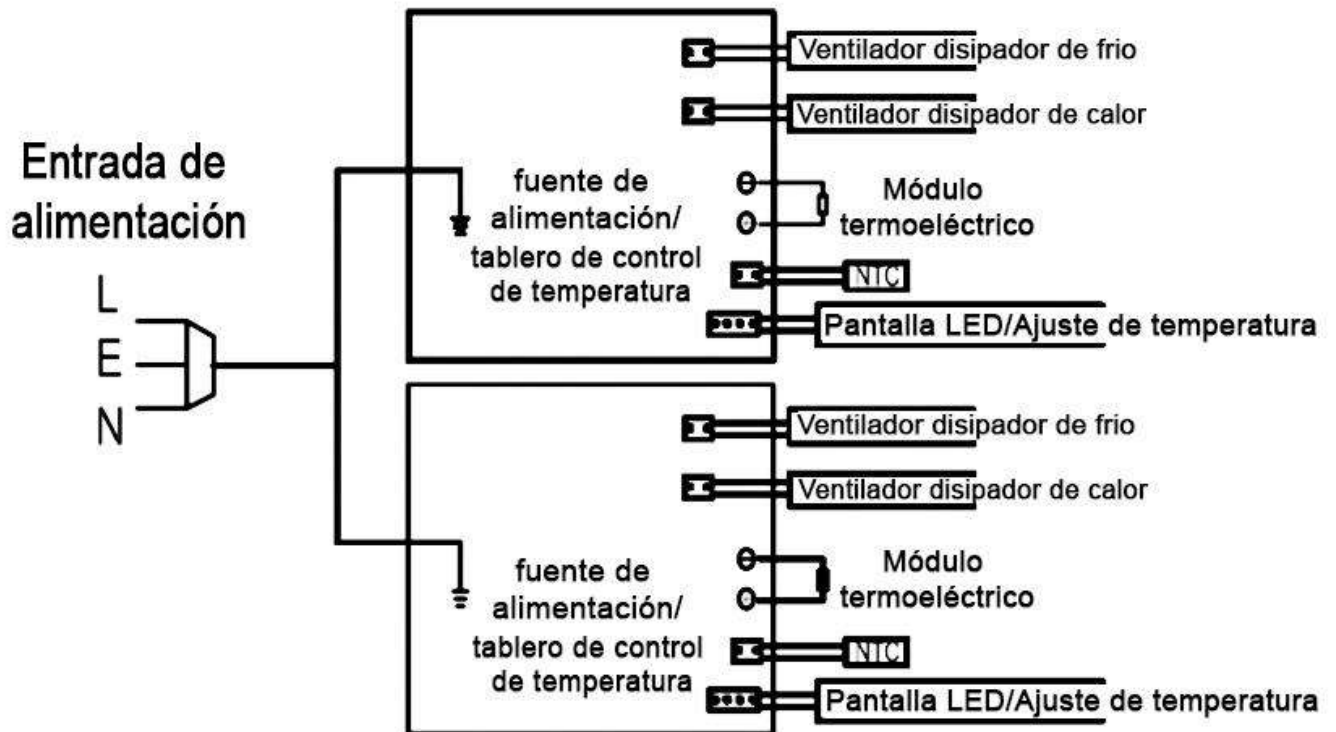 Entrada de
alimentación
L
E
N
fuente de
alimentación/
tablero de control
de temperatura
Ventilador disipador de frio
Ventilador disipador de calor
Módulo
termoeléctrico
NTC
Pantalla LED/Ajuste de temperatura
fuente de
alimentación/
tablero de control
de temperatura
Ventilador disipador de frio
Ventilador disipador de calor
Módulo
termoeléctrico
NTC
Pantalla LED/Ajuste de temperatura